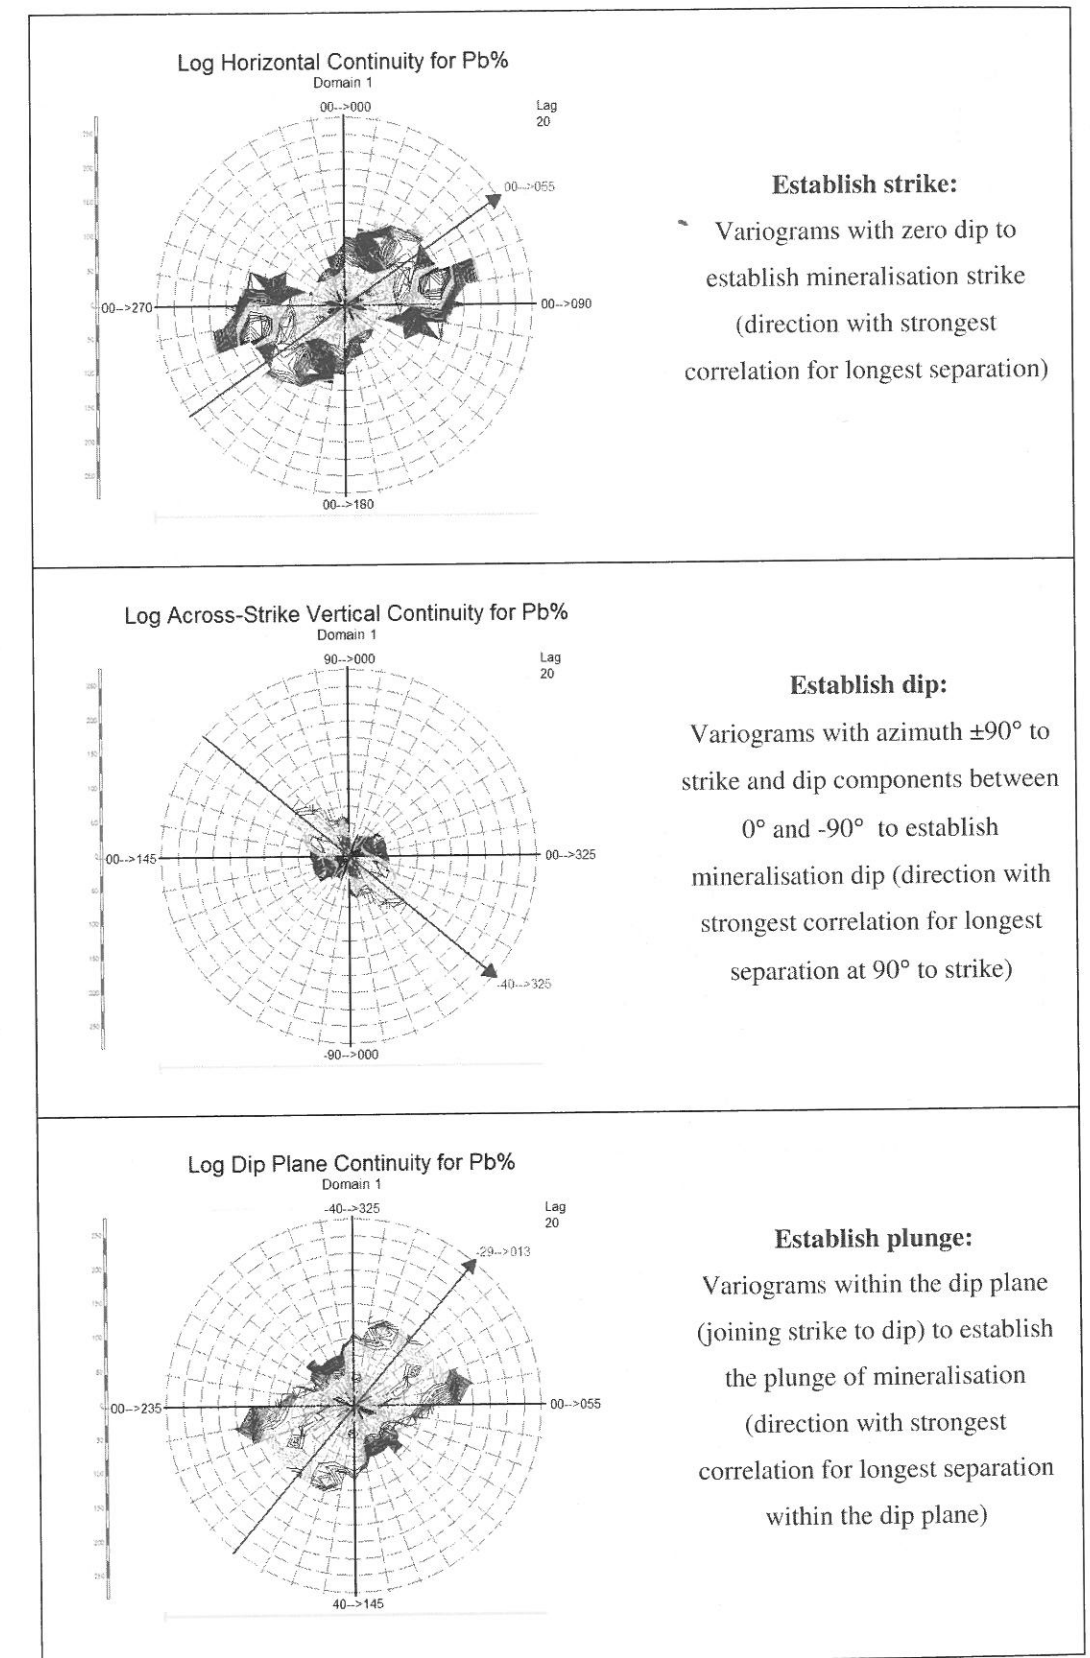 Log Horizontal Continuity for Pb%
Domain 1
00-->000
Lag
20
00-->055
00-->270
00-->090
00-->180
Establish strike:
Variograms with zero dip to
establish mineralisation strike
(direction with strongest
correlation for longest separation)
Log Across-Strike Vertical Continuity for Pb%
Domain 1
90-->000
Lag
20
00-->145
00-->325
-40-->325
-90-->000
Establish dip:
Variograms with azimuth ±90° to
strike and dip components between
0° and -90° to establish
mineralisation dip (direction with
strongest correlation for longest
separation at 90° to strike)
Log Dip Plane Continuity for Pb%
Domain 1
-40-->325
Lag
20
-29-->013
00-->235
00-->055
40-->145
Establish plunge:
Variograms within the dip plane
(joining strike to dip) to establish
the plunge of mineralisation
(direction with strongest
correlation for longest separation
within the dip plane)